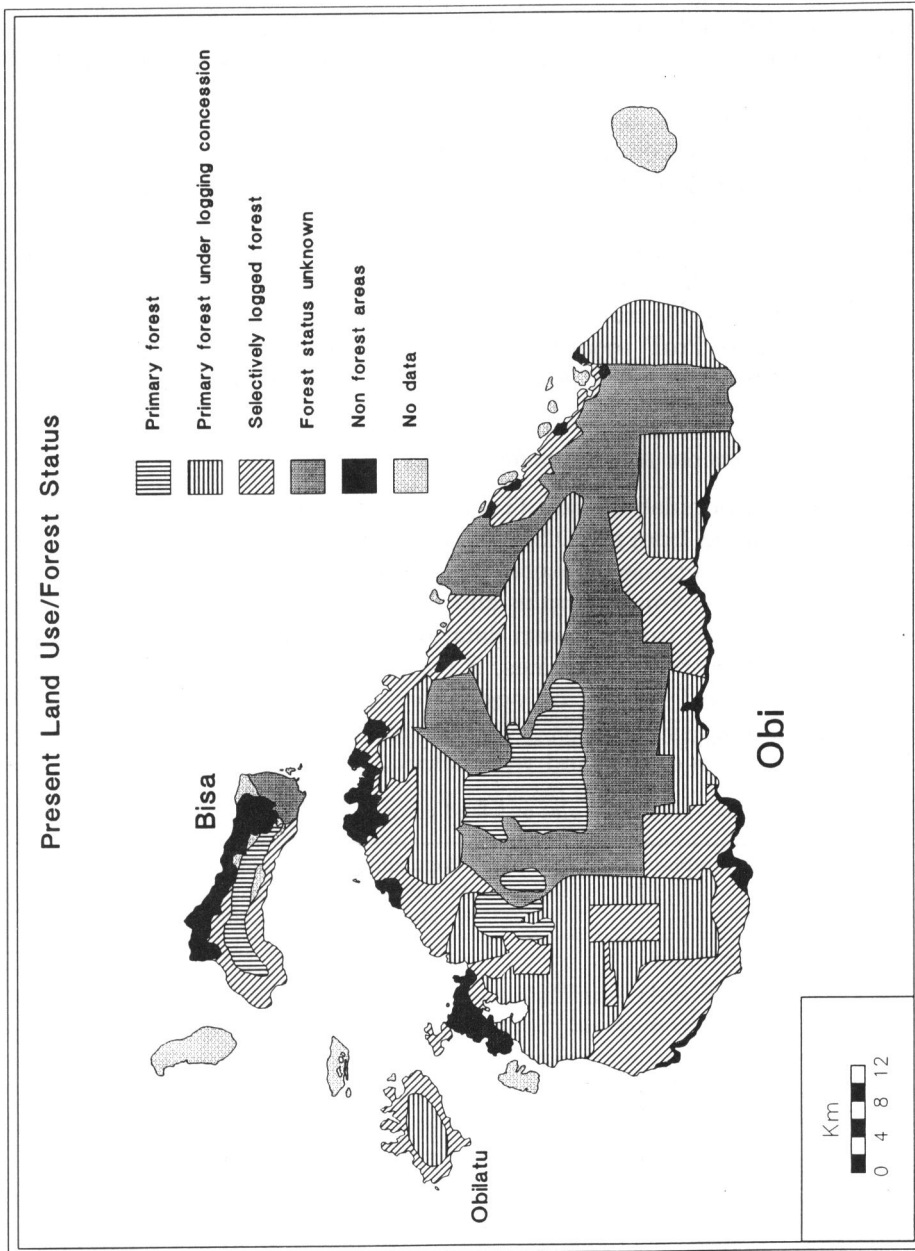 Present Land Use/Forest Status
Primary forest
Primary forest under logging concession
Selectively logged forest
Forest status unknown
Non forest areas
No data
Bisa
Obi
Obilatu
Km
0 4 8 12